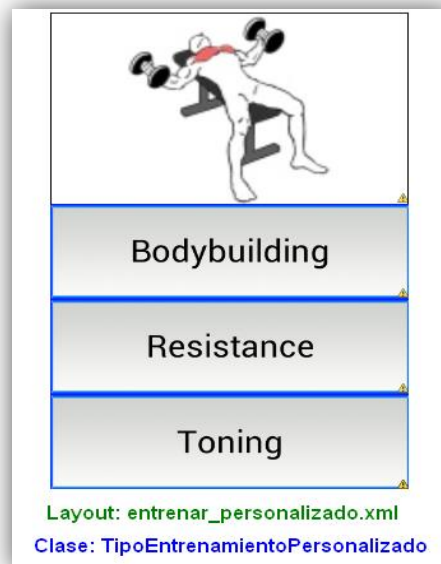 Bodybuilding
Resistance
Toning
Layout: entrenar_personalizado.xml
Clase: TipoEntrenamientoPersonalizado